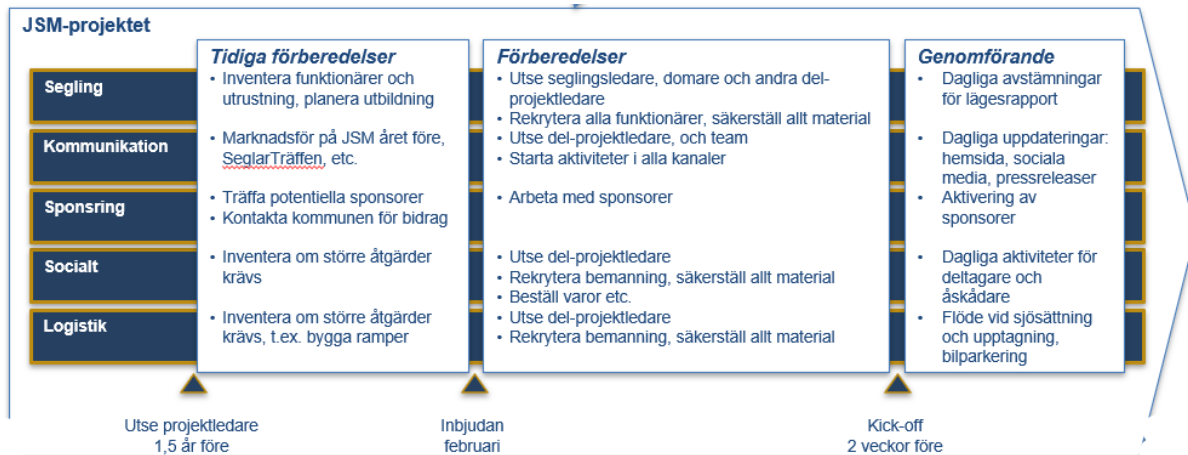 JSM-projektet
Segling
Kommunikation
Sponsring
Socialt
Logistik
Tidiga förberedelser
• Inventera funktionärer och
utrustning, planera utbildning
• Marknadsför på JSM året före,
SeglarTräffen, etc.
• Träffa potentiella sponsorer
• Kontakta kommunen för bidrag
• Inventera om större åtgärder
krävs
• Inventera om större åtgärder
krävs, t.ex. bygga ramper
Förberedelser
• Utse seglingsledare, domare och andra del-
projektledare
• Rekrytera alla funktionärer, säkerställ allt material
• Utse del-projektledare, och team
• Starta aktiviteter i alla kanaler
• Arbeta med sponsorer
• Utse del-projektledare
• Rekrytera bemanning, säkerställ allt material
• Beställ varor etc.
• Utse del-projektledare
• Rekrytera bemanning, säkerställ allt material
Genomförande
• Dagliga avstämningar
för lägesrapport
• Dagliga uppdateringar:
hemsida, sociala
media, pressreleaser
• Aktivering av
sponsorer
• Dagliga aktiviteter för
deltagare och
åskådare
• Flöde vid sjösättning
och upptagning,
bilparkering
Utse projektledare
1,5 år före
Inbjudan
februari
Kick-off
2 veckor före